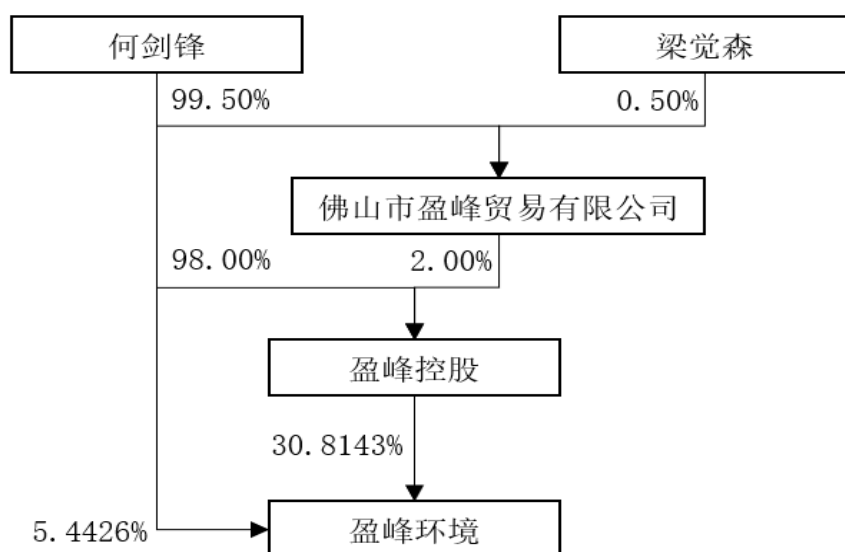 何剑锋
梁觉森
99.50%
0.50%
佛山市盈峰贸易有限公司
98.00%
2.00%
盈峰控股
30.8143%
5.4426%
盈峰环境